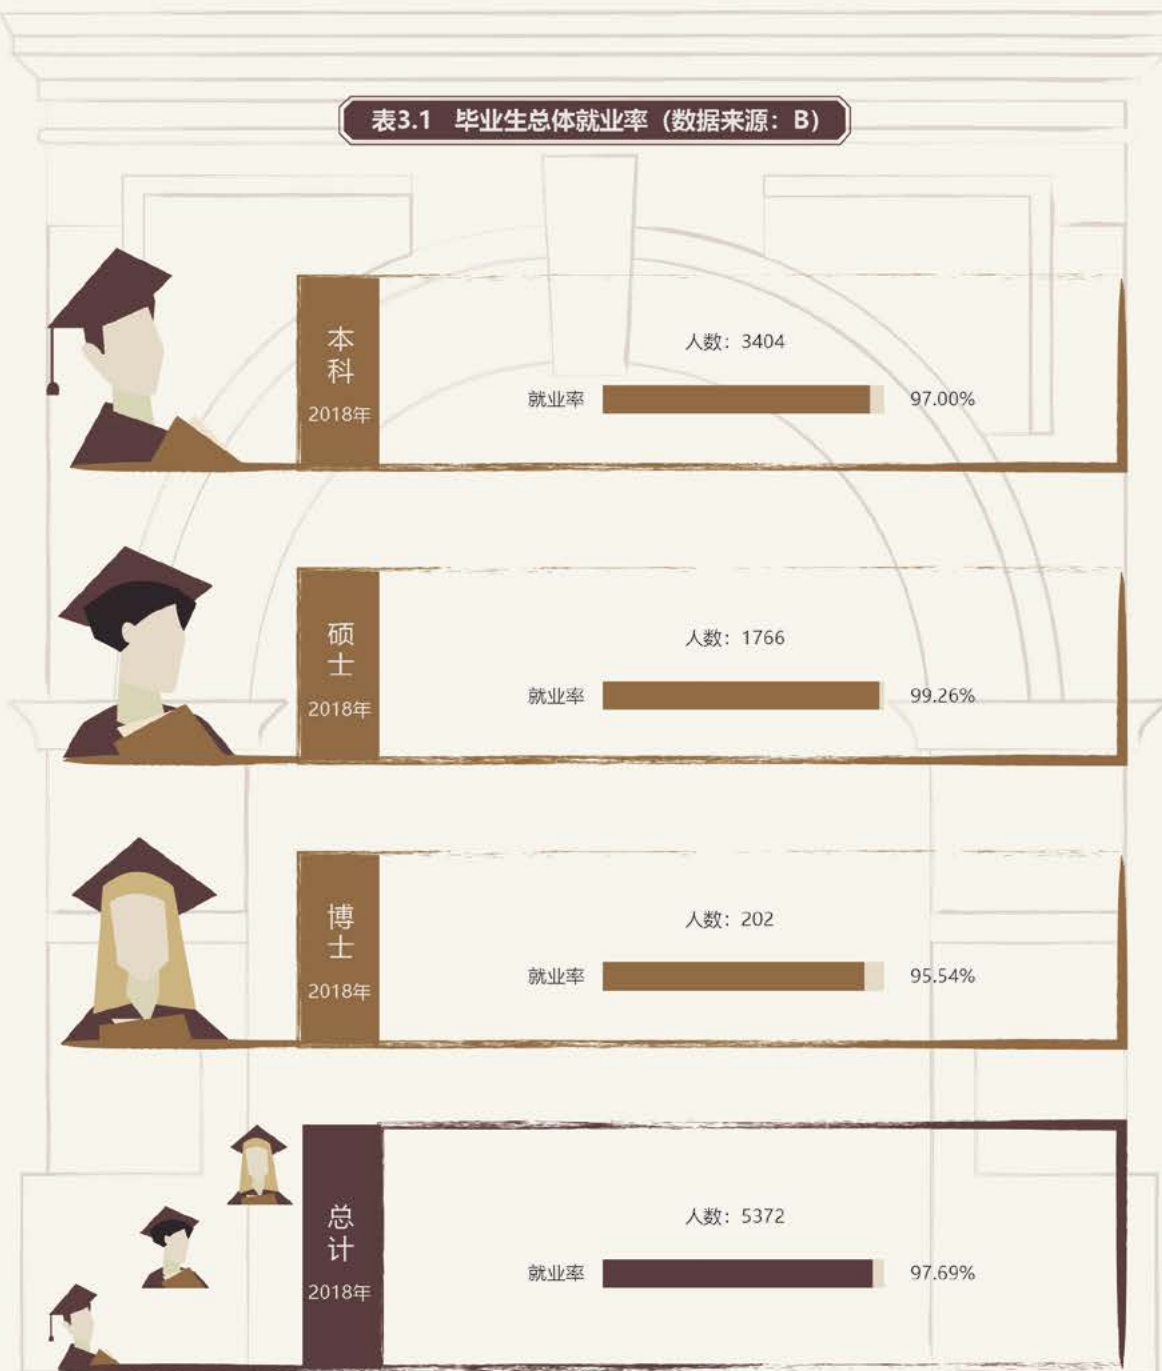 表3.1 毕业生总体就业率（数据来源：B）
本科
2018年
人数：3404
就业率 97.00%
硕士
2018年
人数：1766
就业率 99.26%
博士
2018年
人数：202
就业率 95.54%
总计
2018年
人数：5372
就业率 97.69%